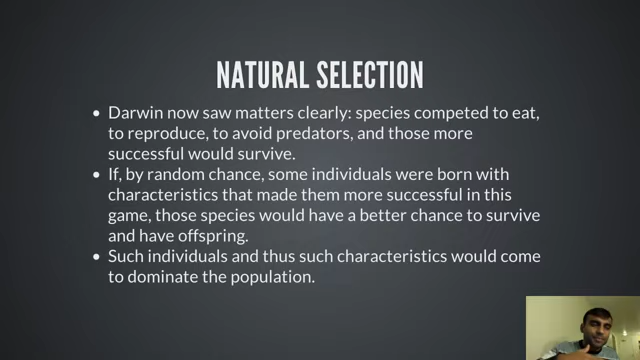 NATURAL SELECTION
• Darwin now saw matters clearly: species competed to eat,
to reproduce, to avoid predators, and those more
successful would survive.
• If, by random chance, some individuals were born with
characteristics that made them more successful in this
game, those species would have a better chance to survive
and have offspring.
• Such individuals and thus such characteristics would come
to dominate the population.